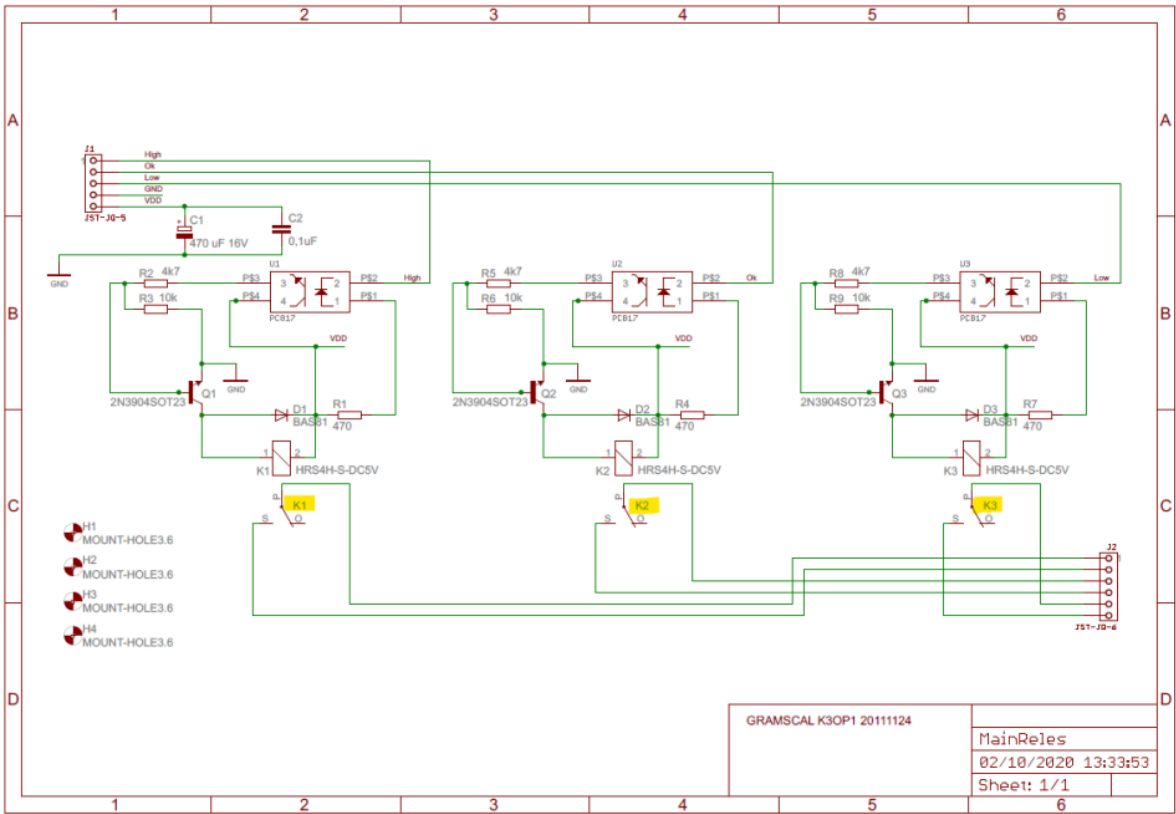 1 2 3 4 5 6
A A
J1
1
High
Ok
Low
GND
VDD
JST-JQ-5
C1
+
470 uF 16V
C2
0,1uF
GND
B B
R2 4k7
R3 10k
P$3
P$4
U1
3 2
4 1
PC817
P$2
P$1
High
VDD
GND
Q1
2N3904SOT23
D1
BAS81
R1
470
K1
1 2
HRS4H-S-DC5V
R5 4k7
R6 10k
P$3
P$4
U2
3 2
4 1
PC817
P$2
P$1
Ok
VDD
GND
Q2
2N3904SOT23
D2
BAS81
R4
470
K2
1 2
HRS4H-S-DC5V
R8 4k7
R9 10k
P$3
P$4
U3
3 2
4 1
PC817
P$2
P$1
Low
VDD
GND
Q3
2N3904SOT23
D3
BAS81
R7
470
K3
1 2
HRS4H-S-DC5V
C C
P
K1
S O
P
K2
S O
P
K3
S O
H1
MOUNT-HOLE3.6
H2
MOUNT-HOLE3.6
H3
MOUNT-HOLE3.6
H4
MOUNT-HOLE3.6
J2
1
JST-JQ-6
D D
GRAMSCAL K3OP1 20111124
MainReles
02/10/2020 13:33:53
Sheet: 1/1
1 2 3 4 5 6